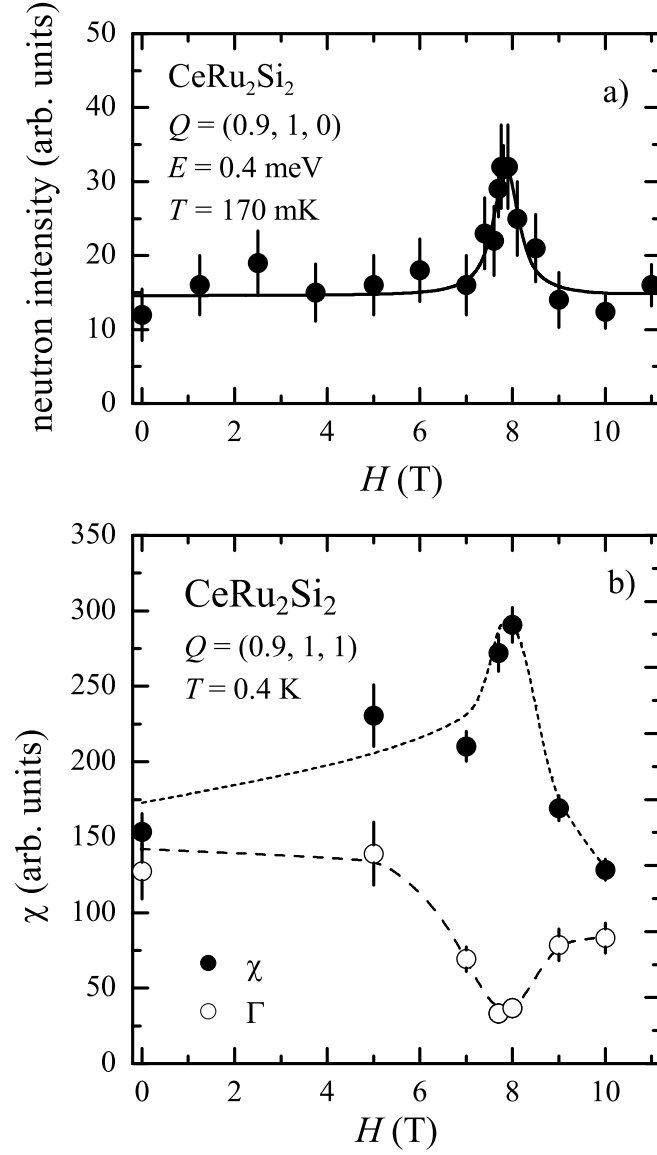 50
40
30
20
10
0
neutron intensity (arb. units)
CeRu₂Si₂
Q = (0.9, 1, 0)
E = 0.4 meV
T = 170 mK
a)
0 2 4 6 8 10
H (T)
350
300
250
200
150
100
50
0
χ (arb. units)
CeRu₂Si₂
Q = (0.9, 1, 1)
T = 0.4 K
b)
χ
Γ
0 2 4 6 8 10
H (T)